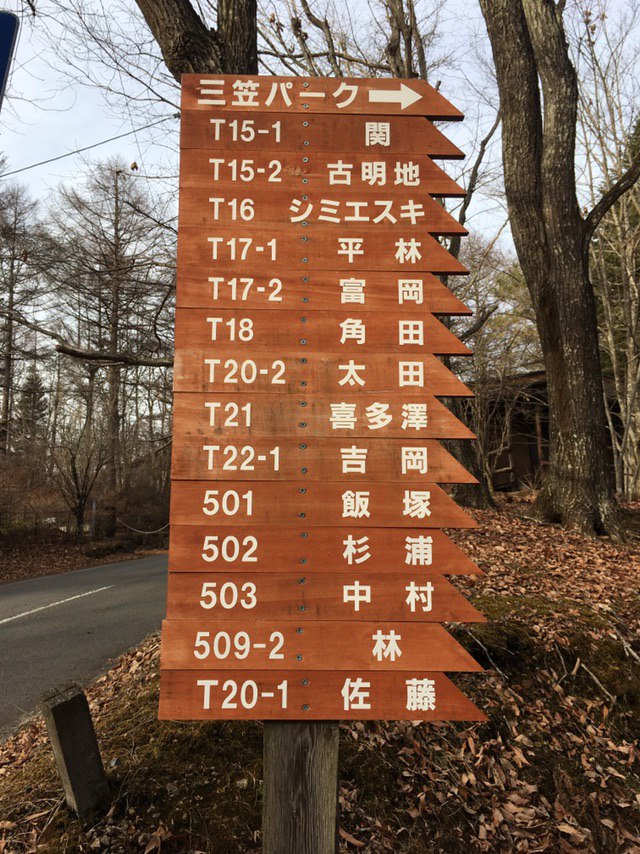 三笠パーク→
T15-1 関
T15-2 古明地
T16 シミエスキ
T17-1 平林
T17-2 富岡
T18 角田
T20-2 太田
T21 喜多澤
T22-1 吉岡
501 飯塚
502 杉浦
503 中村
509-2 林
T20-1 佐藤